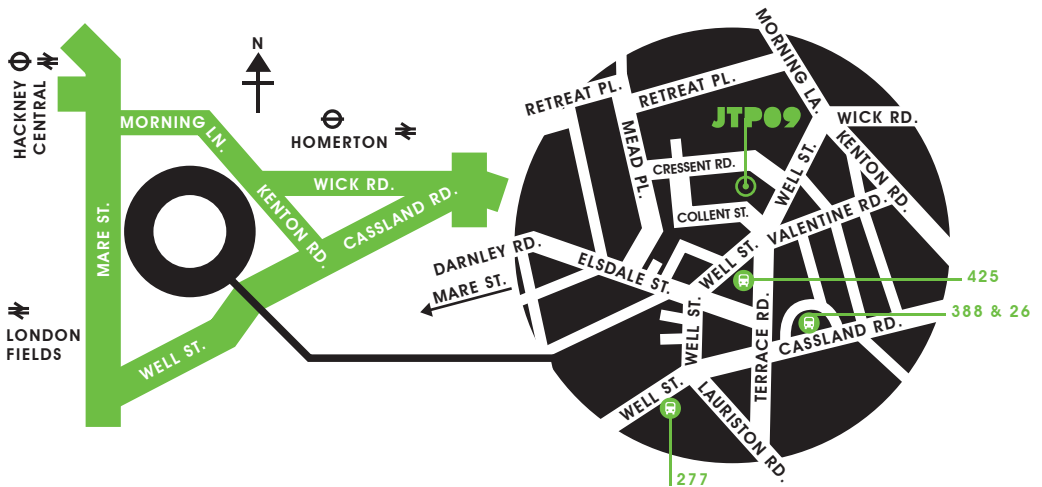 N
HACKNEY
CENTRAL
MORNING LN.
HOMERTON
WICK RD.
KENTON RD.
CASSLAND RD.
MARE ST.
LONDON
FIELDS
WELL ST.
MORNING LA.
RETREAT PL.
RETREAT PL.
JTP09
WICK RD.
MEAD PL.
CRESSENT RD.
WELL ST.
KENTON RD.
COLLENT ST.
VALENTINE RD.
DARNLEY RD.
ELSDALE ST.
WELL ST.
MARE ST.
425
388 & 26
WELL ST.
TERRACE RD.
CASSLAND RD.
WELL ST.
LAURISTON RD.
277